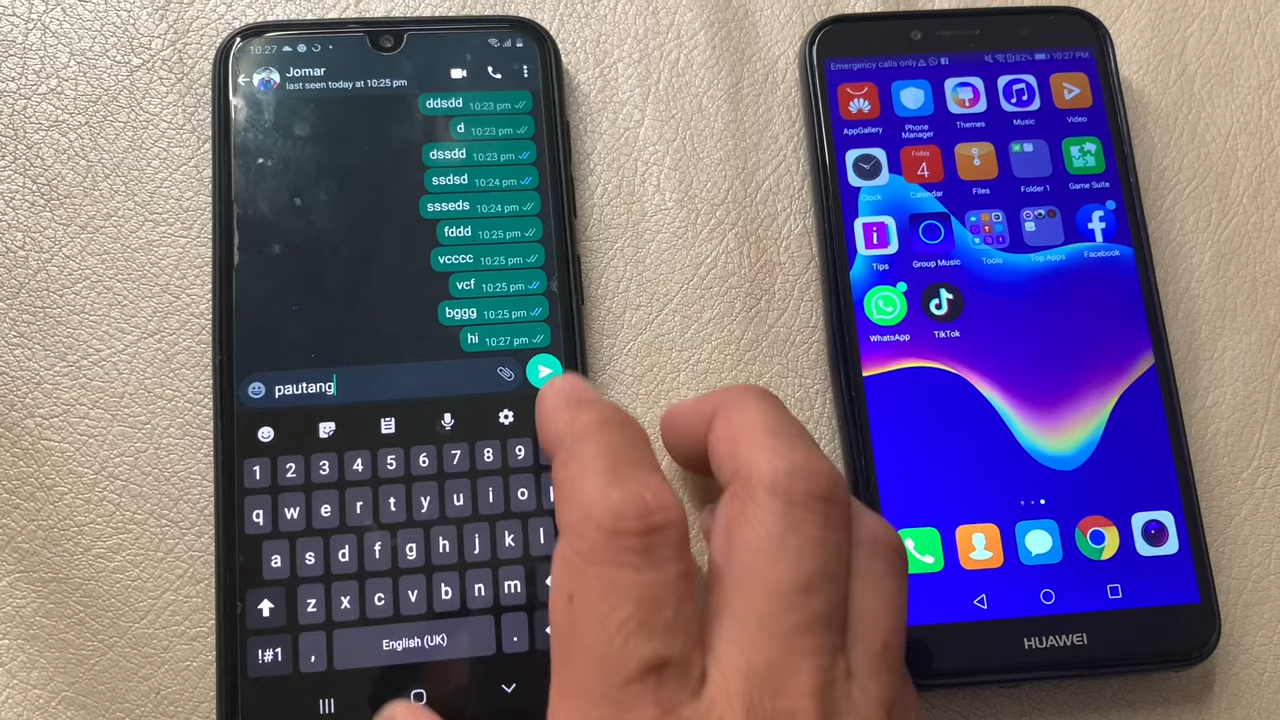 10:27
Jomar
last seen today at 10:25 pm
ddsdd 10:23 pm
d 10:23 pm
dssdd 10:23 pm
ssdsd 10:24 pm
ssseds 10:24 pm
fddd 10:25 pm
vcccc 10:25 pm
vcf 10:25 pm
bggg 10:25 pm
hi 10:27 pm
pautang
1 2 3 4 5 6 7 8 9
q w e r t y u i o
a s d f g h j k l
z x c v b n m
!#1 , English (UK) .
Emergency calls only 82% 10:27 PM
AppGallery Phone Manager Themes Music Video
Friday
4
Clock Calendar Files Folder 1 Game Suite
Tips Group Music Tools Top Apps Facebook
WhatsApp TikTok
HUAWEI